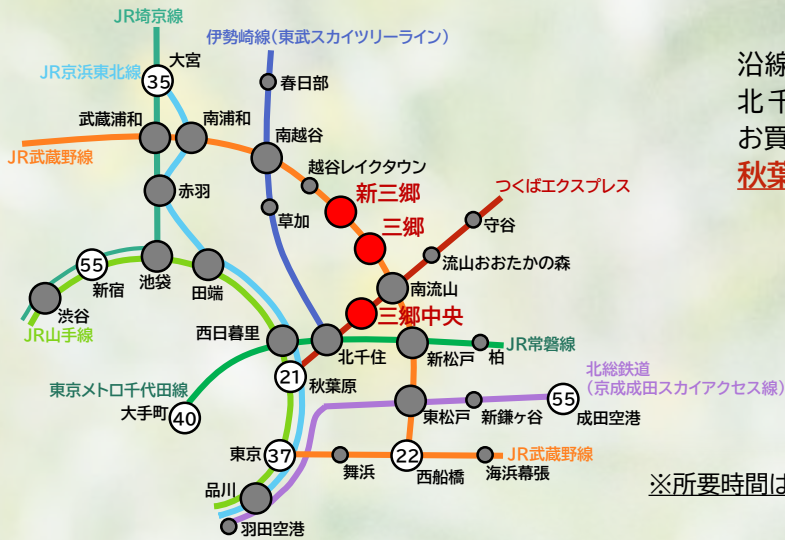 JR埼京線
大宮
35
JR京浜東北線
伊勢崎線(東武スカイツリーライン)
春日部
武蔵浦和
南浦和
南越谷
JR武蔵野線
越谷レイクタウン
新三郷
つくばエクスプレス
赤羽
草加
三郷
守谷
流山おおたかの森
55
新宿
池袋
田端
南流山
渋谷
三郷中央
JR山手線
西日暮里
北千住
新松戸
柏
JR常磐線
21
秋葉原
北総鉄道
(京成成田スカイアクセス線)
東京メトロ千代田線
大手町
40
東松戸
新鎌ヶ谷
55
成田空港
東京
37
舞浜
22
西船橋
海浜幕張
JR武蔵野線
品川
羽田空港
沿線
北千
お買
秋葉
※所要時間は